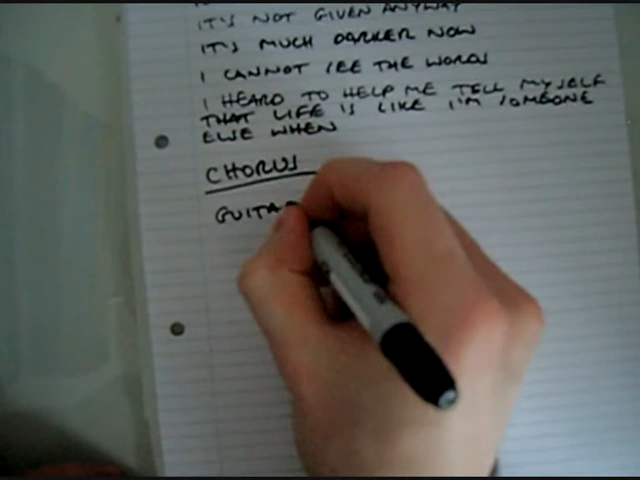 IT'S NOT GIVEN ANYWAY
IT'S MUCH DARKER NOW
I CANNOT SEE THE WORDS
I HEARD TO HELP ME TELL MYSELF
THAT LIFE IS LIKE I'M SOMEONE
ELSE WHEN
CHORUS
GUITA